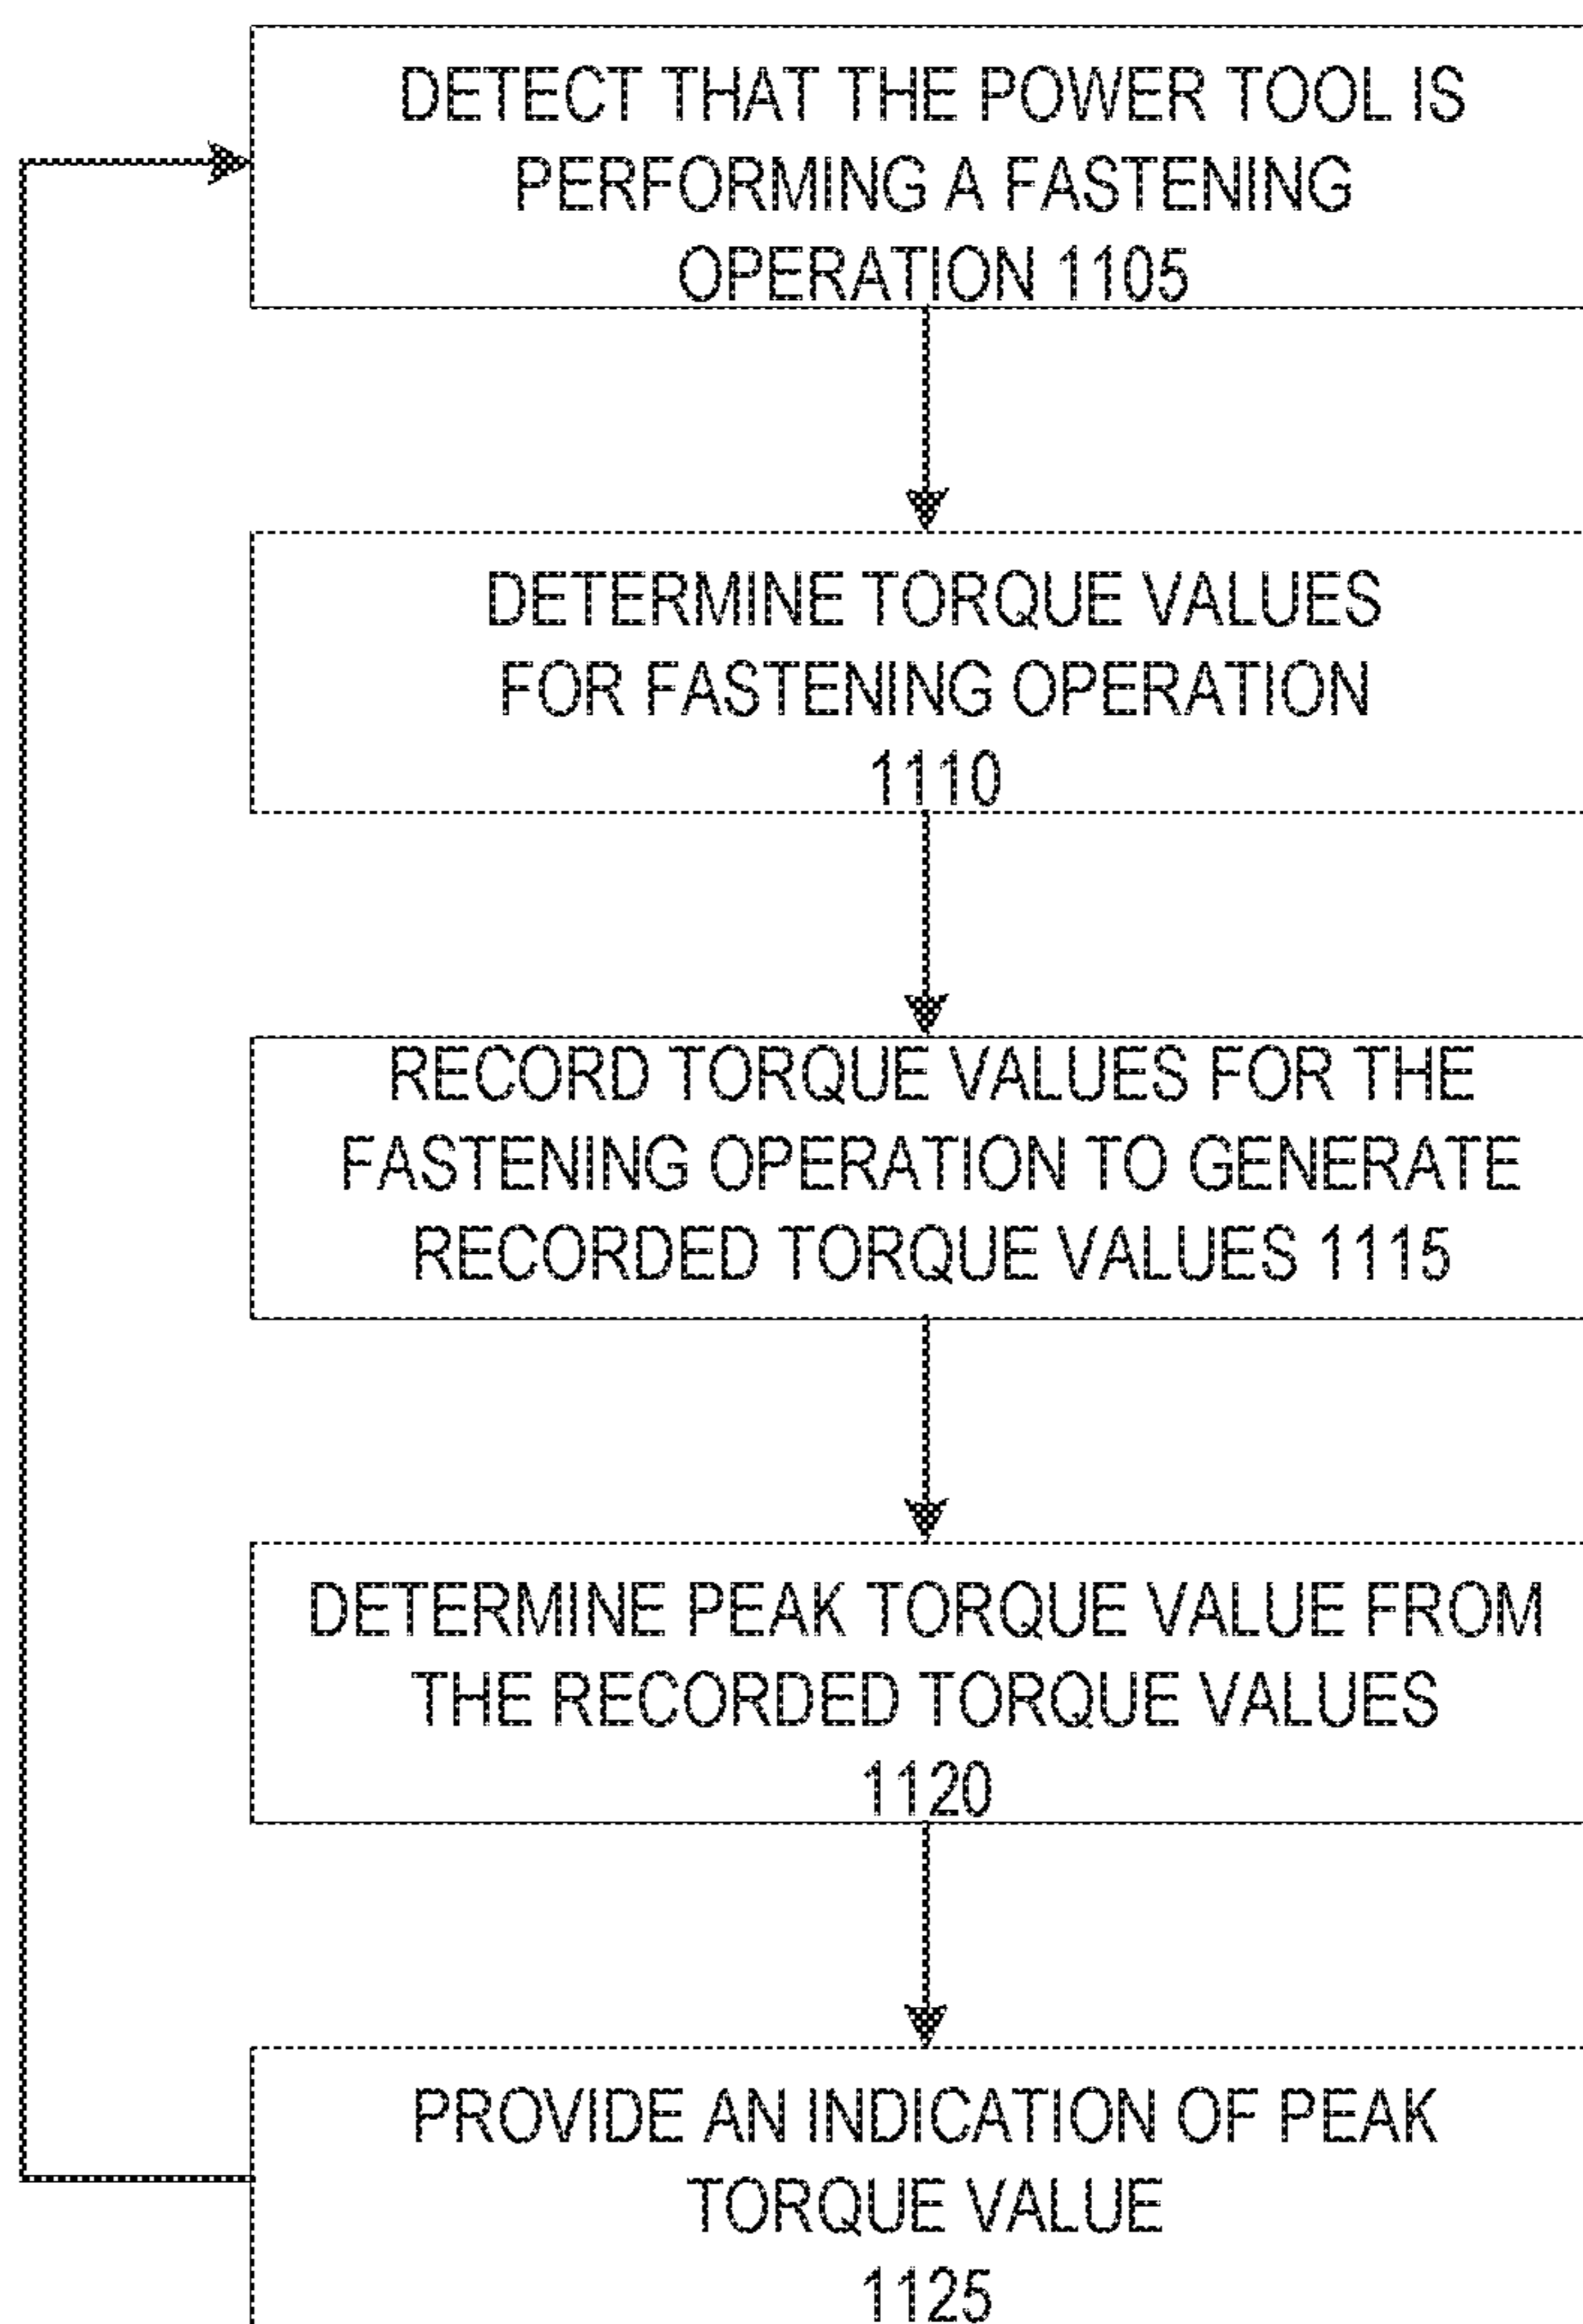 DETECT THAT THE POWER TOOL IS
PERFORMING A FASTENING
OPERATION 1105
DETERMINE TORQUE VALUES
FOR FASTENING OPERATION
1110
RECORD TORQUE VALUES FOR THE
FASTENING OPERATION TO GENERATE
RECORDED TORQUE VALUES 1115
DETERMINE PEAK TORQUE VALUE FROM
THE RECORDED TORQUE VALUES
1120
PROVIDE AN INDICATION OF PEAK
TORQUE VALUE
1125